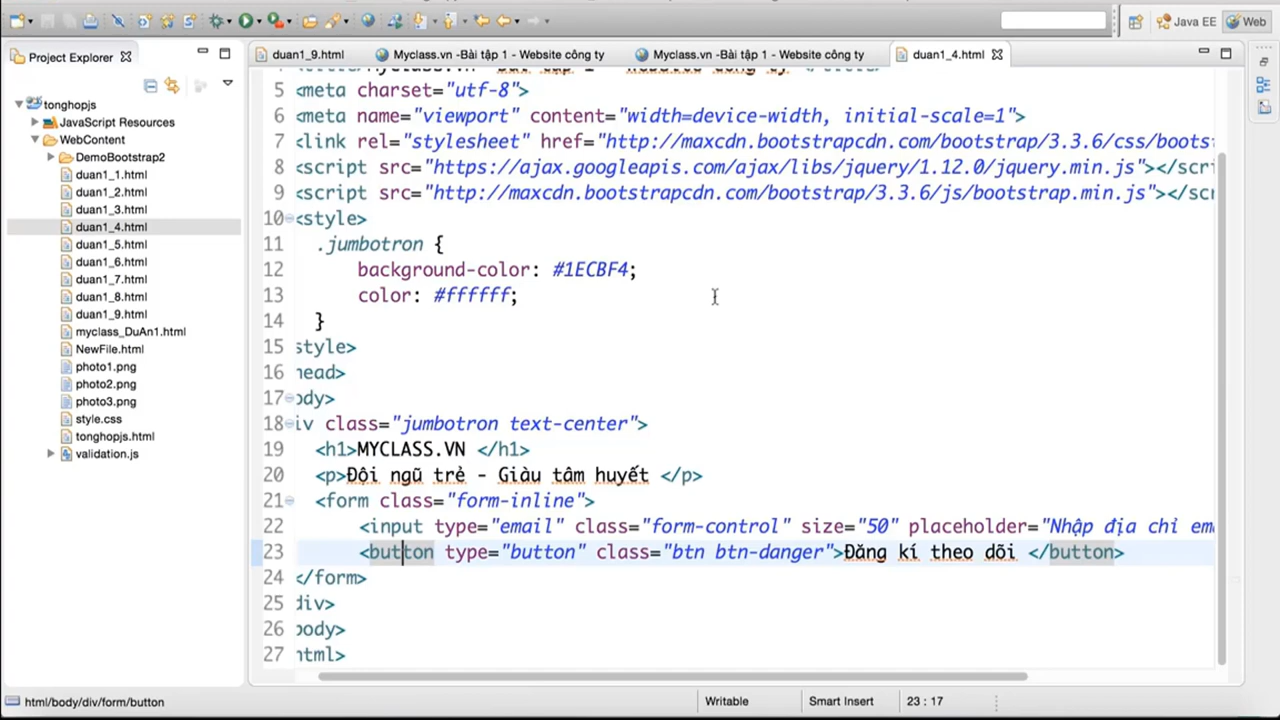 Java EE
Web
Project Explorer
duan1_9.html
Myclass.vn -Bài tập 1 - Website công ty
Myclass.vn -Bài tập 1 - Website công ty
duan1_4.html
tonghopjs
JavaScript Resources
WebContent
DemoBootstrap2
duan1_1.html
duan1_2.html
duan1_3.html
duan1_4.html
duan1_5.html
duan1_6.html
duan1_7.html
duan1_8.html
duan1_9.html
myclass_DuAn1.html
NewFile.html
photo1.png
photo2.png
photo3.png
style.css
tonghopjs.html
validation.js
5 <meta charset="utf-8">
6 <meta name="viewport" content="width=device-width, initial-scale=1">
7 <link rel="stylesheet" href="http://maxcdn.bootstrapcdn.com/bootstrap/3.3.6/css/boots
8 <script src="https://ajax.googleapis.com/ajax/libs/jquery/1.12.0/jquery.min.js"></scri
9 <script src="http://maxcdn.bootstrapcdn.com/bootstrap/3.3.6/js/bootstrap.min.js"></scr
10 <style>
11 .jumbotron {
12 background-color: #1ECBF4;
13 color: #ffffff;
14 }
15 style>
16 head>
17 body>
18 iv class="jumbotron text-center">
19 <h1>MYCLASS.VN </h1>
20 <p>Đội ngũ trẻ - Giàu tâm huyết </p>
21 <form class="form-inline">
22 <input type="email" class="form-control" size="50" placeholder="Nhập địa chỉ em
23 <button type="button" class="btn btn-danger">Đăng kí theo dõi </button>
24 </form>
25 div>
26 body>
27 html>
html/body/div/form/button
Writable
Smart Insert
23 : 17